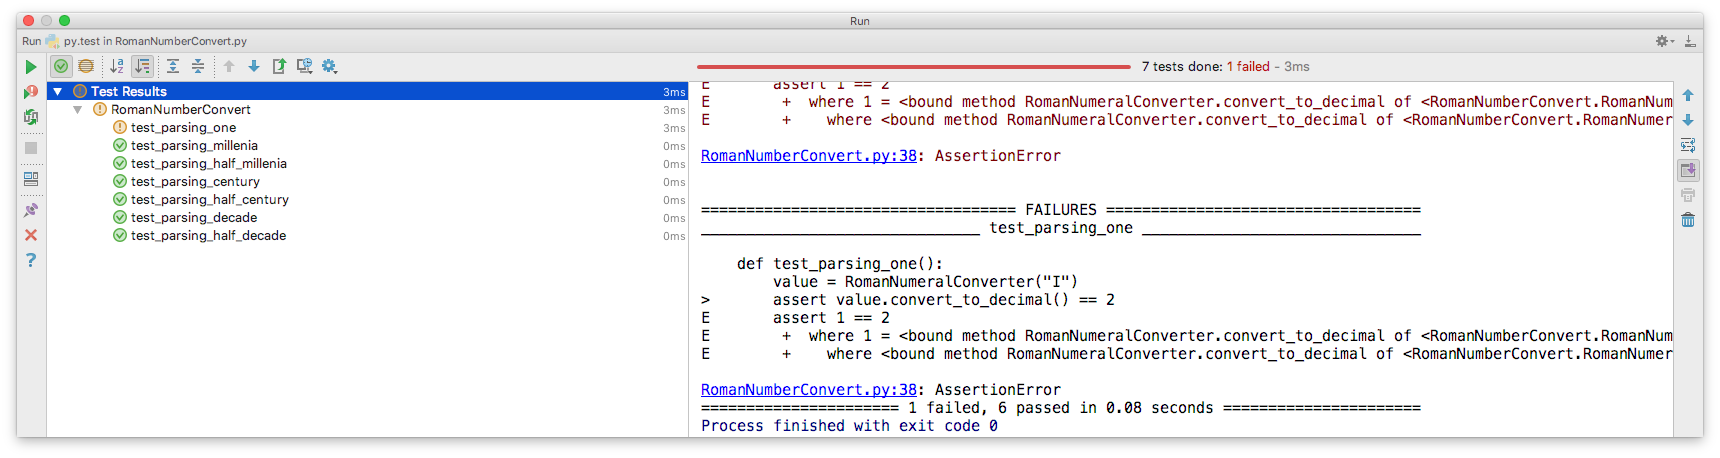 Run
Run py.test in RomanNumberConvert.py
7 tests done: 1 failed - 3ms
Test Results 3ms
RomanNumberConvert 3ms
test_parsing_one 3ms
test_parsing_millenia 0ms
test_parsing_half_millenia 0ms
test_parsing_century 0ms
test_parsing_half_century 0ms
test_parsing_decade 0ms
test_parsing_half_decade 0ms
E       assert 1 == 2
E        +  where 1 = <bound method RomanNumeralConverter.convert_to_decimal of <RomanNumberConvert.RomanNum
E        +    where <bound method RomanNumeralConverter.convert_to_decimal of <RomanNumberConvert.RomanNumer
RomanNumberConvert.py:38: AssertionError
=================================== FAILURES ===================================
_______________________________ test_parsing_one _______________________________
    def test_parsing_one():
        value = RomanNumeralConverter("I")
>       assert value.convert_to_decimal() == 2
E       assert 1 == 2
E        +  where 1 = <bound method RomanNumeralConverter.convert_to_decimal of <RomanNumberConvert.RomanNum
E        +    where <bound method RomanNumeralConverter.convert_to_decimal of <RomanNumberConvert.RomanNumer
RomanNumberConvert.py:38: AssertionError
====================== 1 failed, 6 passed in 0.08 seconds ======================
Process finished with exit code 0